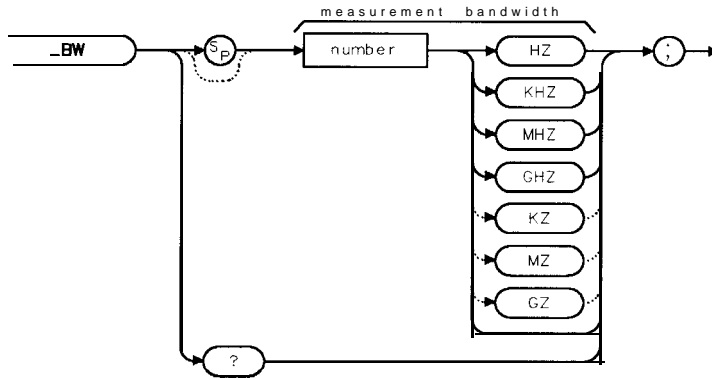 measurement bandwidth
_BW
SP
number
HZ
;
KHZ
MHZ
GHZ
KZ
MZ
GZ
?